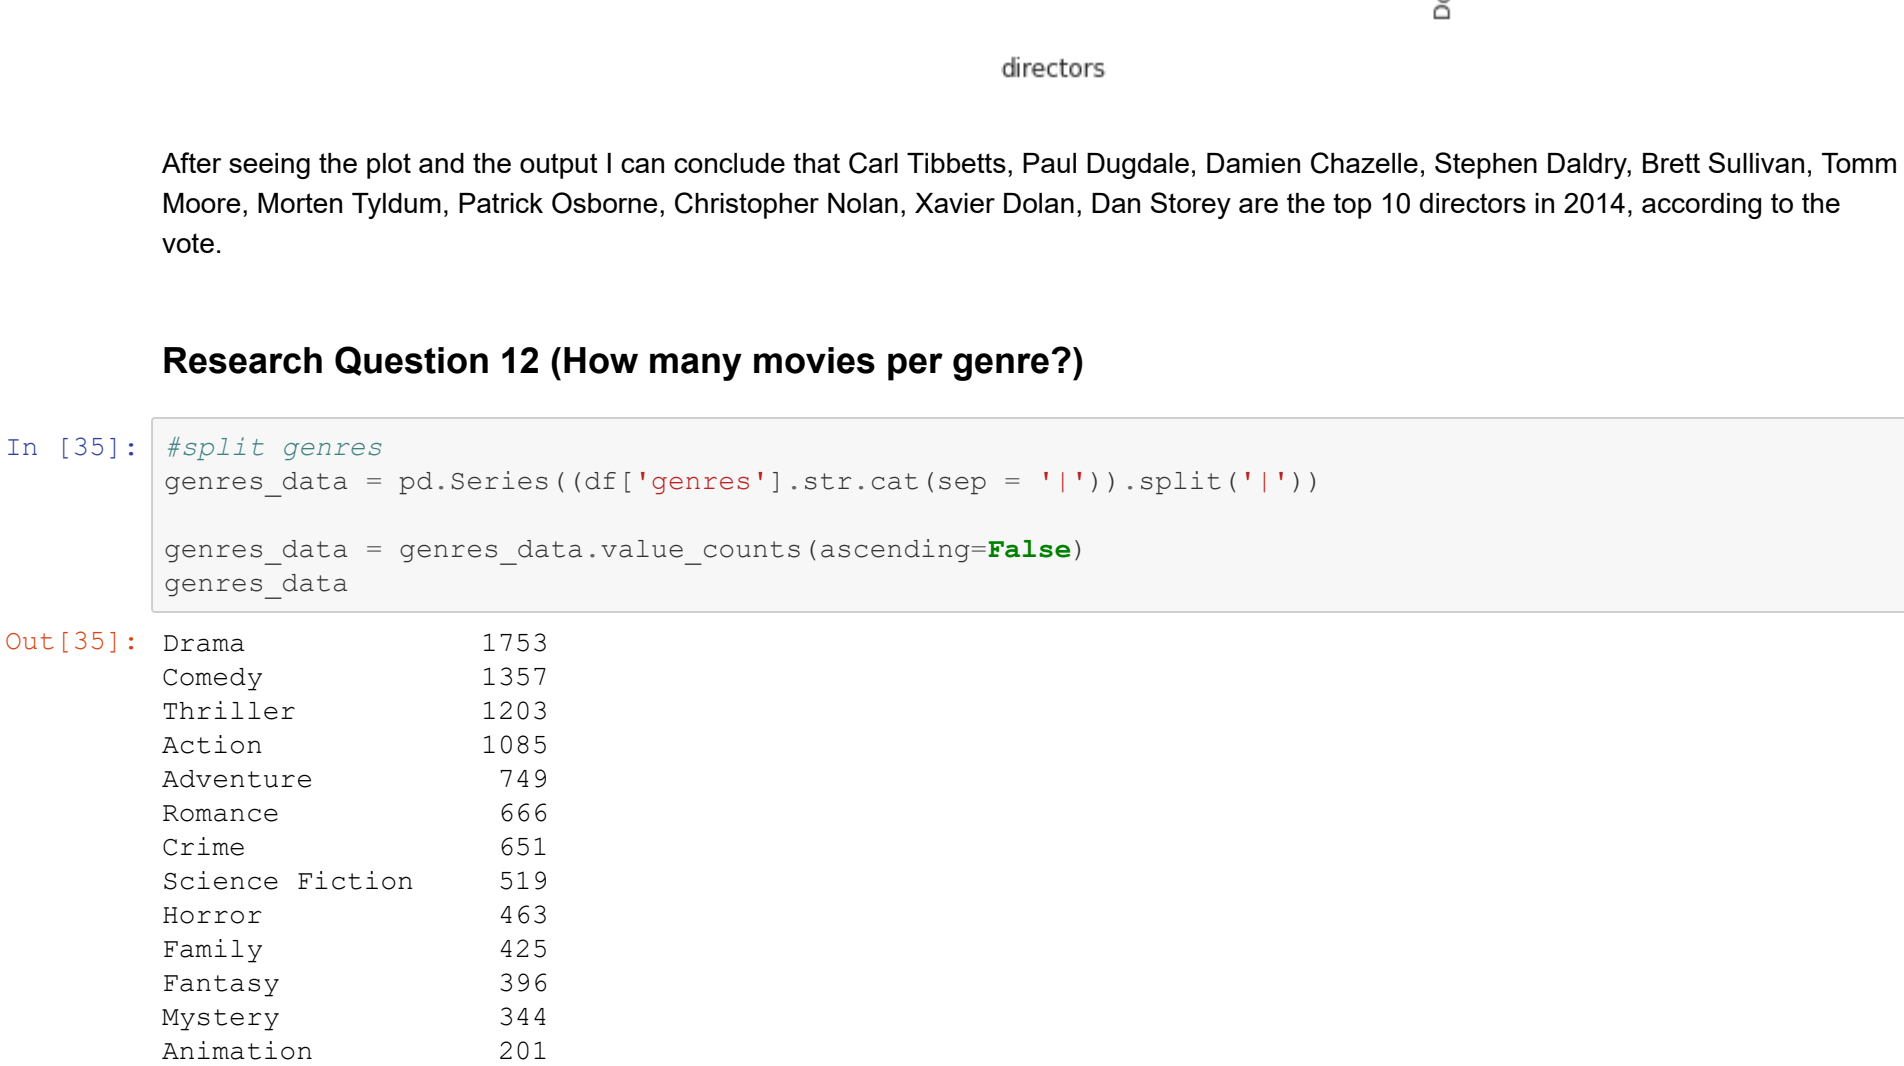 directors
After seeing the plot and the output I can conclude that Carl Tibbetts, Paul Dugdale, Damien Chazelle, Stephen Daldry, Brett Sullivan, Tomm
Moore, Morten Tyldum, Patrick Osborne, Christopher Nolan, Xavier Dolan, Dan Storey are the top 10 directors in 2014, according to the
vote.
Research Question 12 (How many movies per genre?)
In [35]: #split genres
genres_data = pd.Series((df['genres'].str.cat(sep = '|')).split('|'))
genres_data = genres_data.value_counts(ascending=False)
genres_data
Out[35]: Drama 1753
Comedy 1357
Thriller 1203
Action 1085
Adventure 749
Romance 666
Crime 651
Science Fiction 519
Horror 463
Family 425
Fantasy 396
Mystery 344
Animation 201